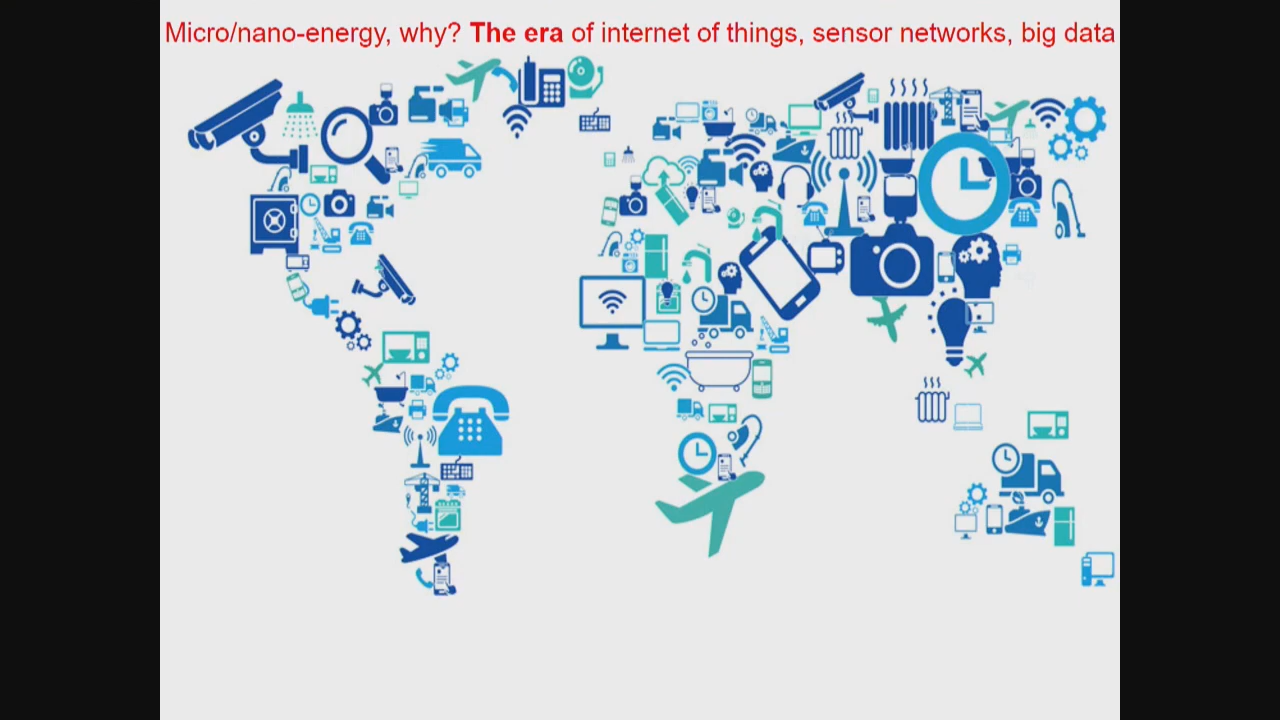 Micro/nano-energy, why? The era of internet of things, sensor networks, big data